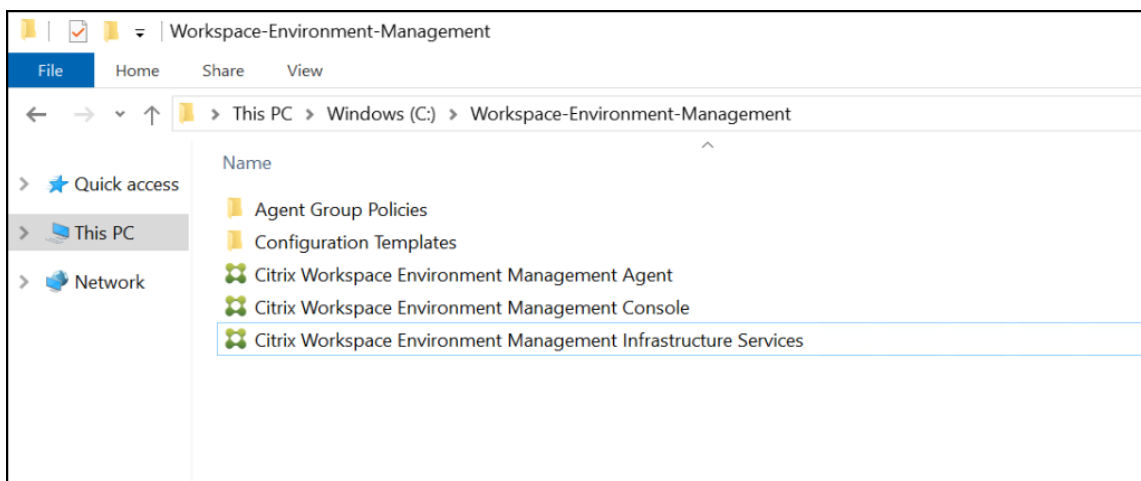 Workspace-Environment-Management
File Home Share View
This PC > Windows (C:) > Workspace-Environment-Management
Name
Quick access
This PC
Network
Agent Group Policies
Configuration Templates
Citrix Workspace Environment Management Agent
Citrix Workspace Environment Management Console
Citrix Workspace Environment Management Infrastructure Services